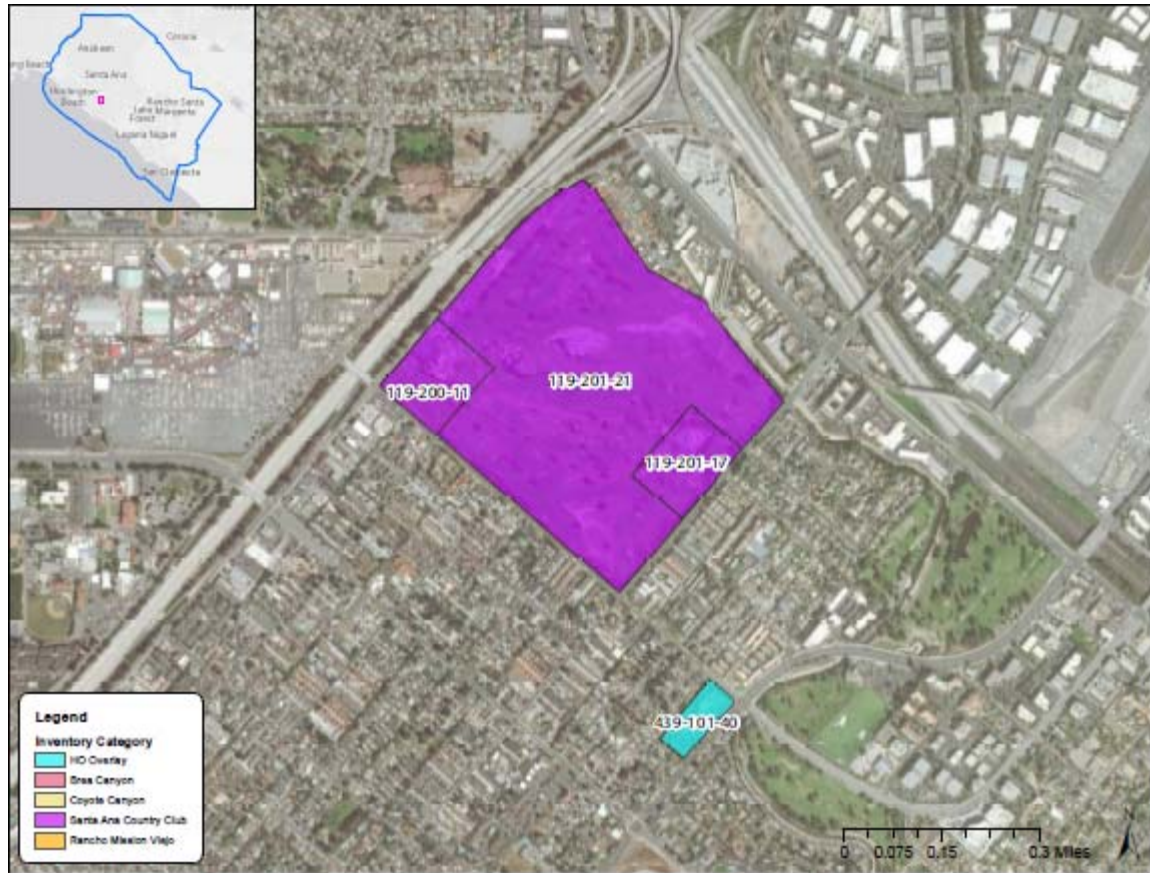 Anaheim
Corona
Santa Ana
Huntington
Beach
Rancho Santa
Margarita
Lake
Forest
Laguna Niguel
San Clemente
119-201-21
119-200-11
119-201-17
439-101-40
Legend
Inventory Category
HO Overlay
Brea Canyon
Coyote Canyon
Santa Ana Country Club
Rancho Mission Viejo
0 0.075 0.15 0.3 Miles
N